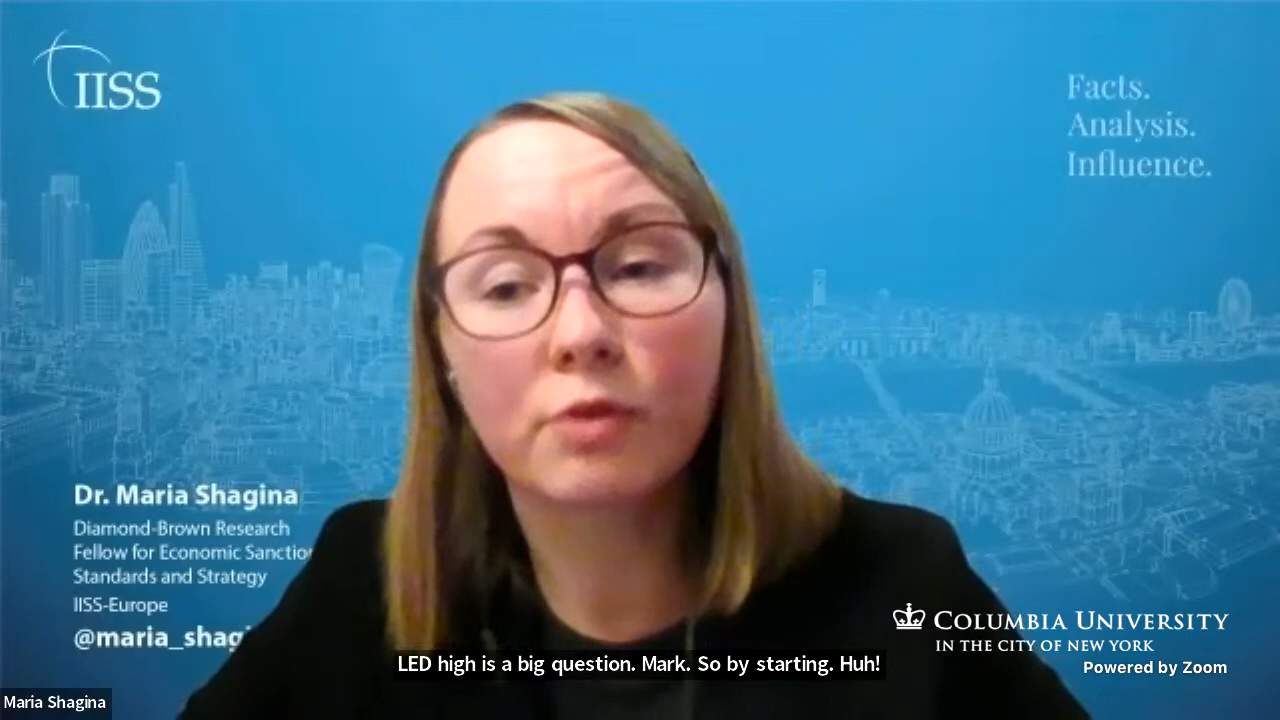 IISS
Facts.
Analysis.
Influence.
Dr. Maria Shagina
Diamond-Brown Research
Fellow for Economic Sanctio
Standards and Strategy
IISS-Europe
@maria_shagi
COLUMBIA UNIVERSITY
IN THE CITY OF NEW YORK
LED high is a big question. Mark. So by starting. Huh!
Powered by Zoom
Maria Shagina